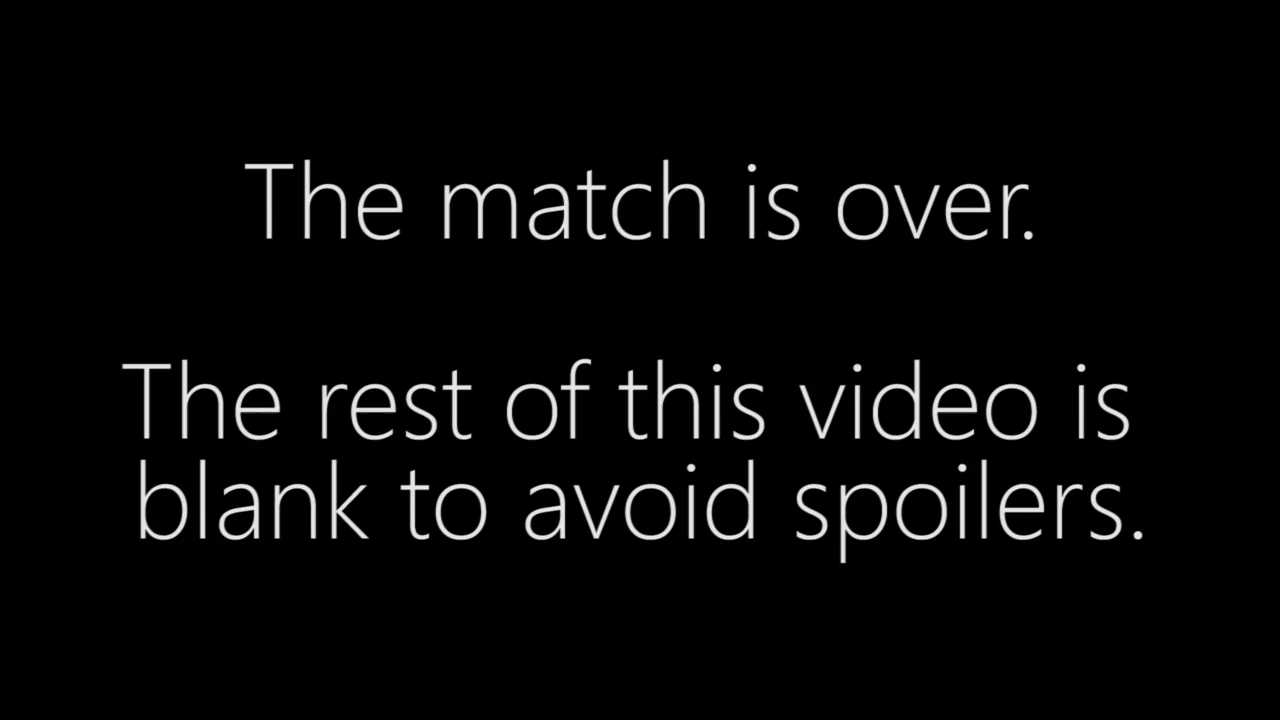 The match is over.
The rest of this video is
blank to avoid spoilers.